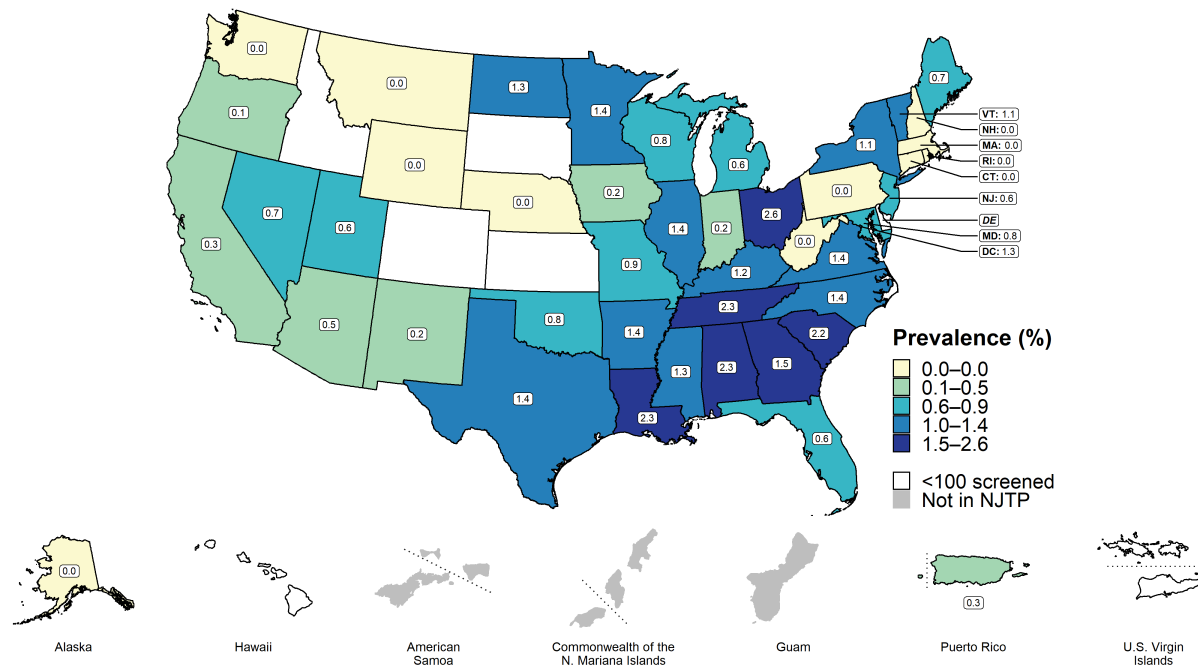 0.0
0.7
0.0
1.3
0.1
1.4
VT: 1.1
NH: 0.0
0.8
1.1
MA: 0.0
0.0
0.6
RI: 0.0
CT: 0.0
0.2
0.0
0.0
NJ: 0.6
0.7
2.6
0.6
1.4
0.2
DE
0.3
0.0
MD: 0.8
DC: 1.3
1.4
0.9
1.2
1.4
2.3
0.5
0.2
0.8
1.4
2.2
Prevalence (%)
1.3
2.3
1.5
0.0–0.0
0.1–0.5
1.4
0.6–0.9
2.3
1.0–1.4
0.6
1.5–2.6
<100 screened
Not in NJTP
0.0
0.3
Alaska
Hawaii
American
Samoa
Commonwealth of the
N. Mariana Islands
Guam
Puerto Rico
U.S. Virgin
Islands